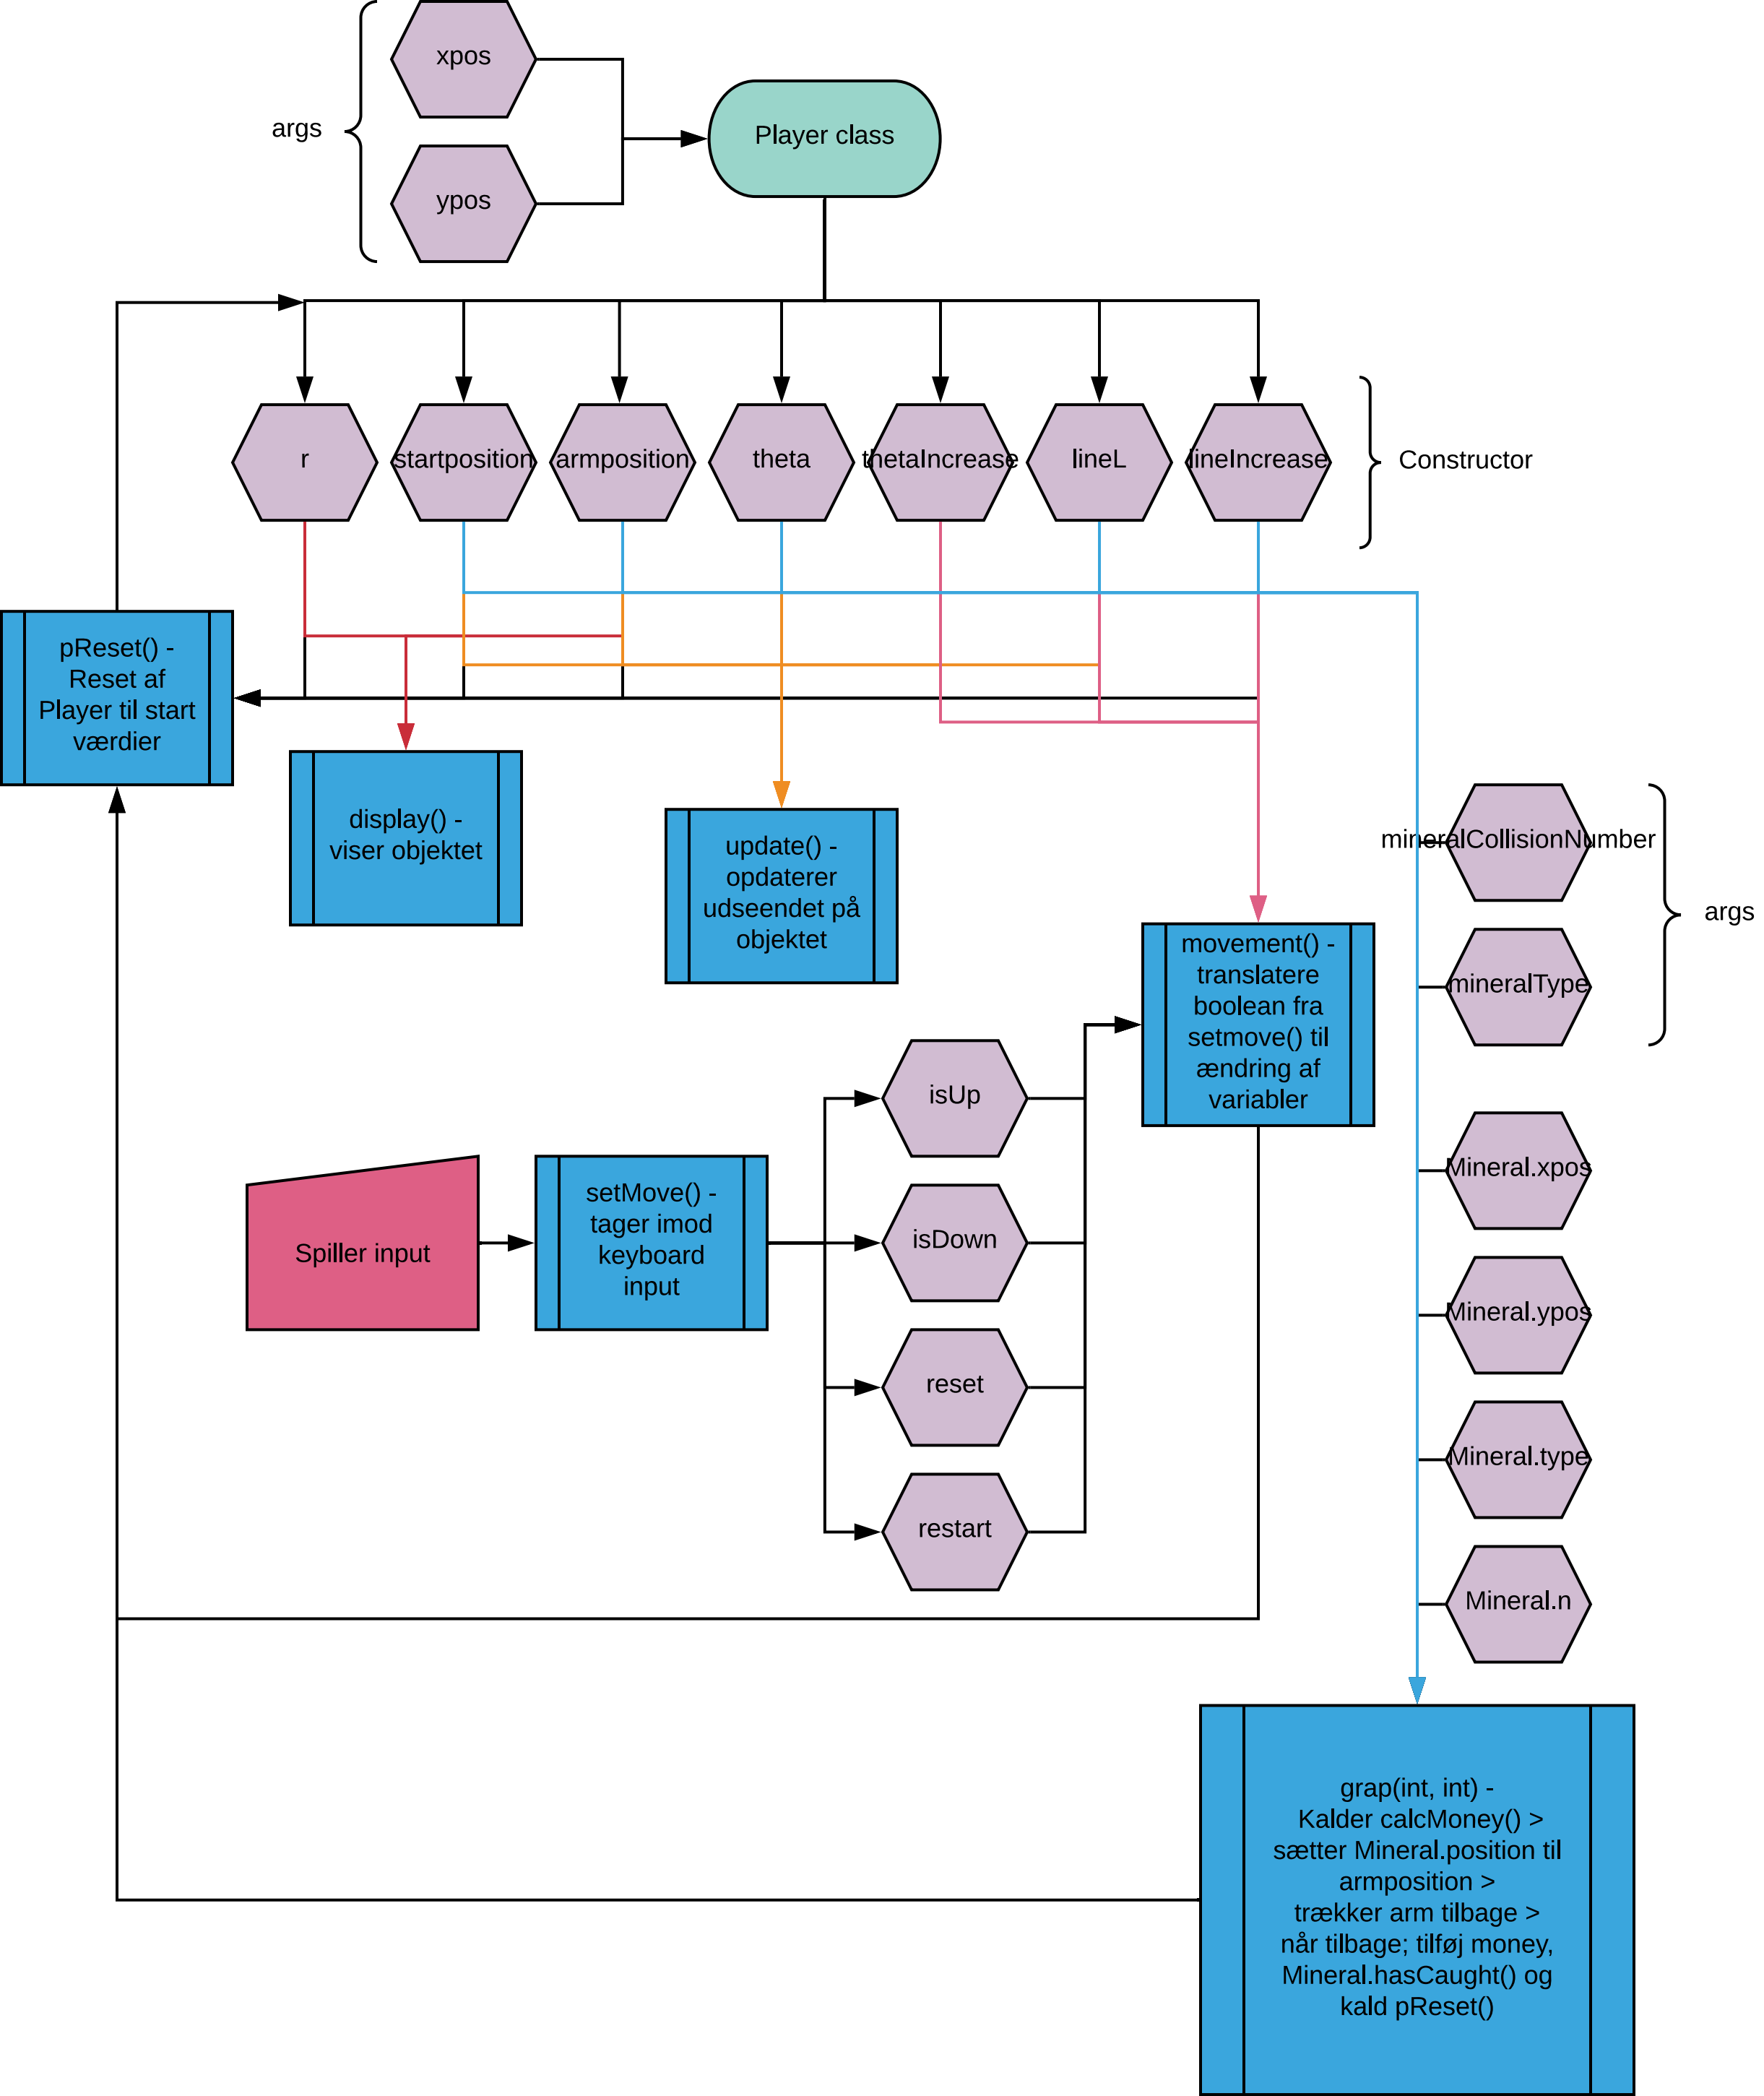 xpos
args
Player class
ypos
r
startposition
armposition
theta
thetaIncrease
lineL
lineIncrease
Constructor
pReset() -
Reset af
Player til start
værdier
display() -
viser objektet
update() -
opdaterer
udseendet på
objektet
mineralCollisionNumber
args
mineralType
movement() -
translatere
boolean fra
setmove() til
ændring af
variabler
isUp
isDown
reset
restart
Spiller input
setMove() -
tager imod
keyboard
input
Mineral.xpos
Mineral.ypos
Mineral.type
Mineral.n
grap(int, int) -
Kalder calcMoney() >
sætter Mineral.position til
armposition >
trækker arm tilbage >
når tilbage; tilføj money,
Mineral.hasCaught() og
kald pReset()